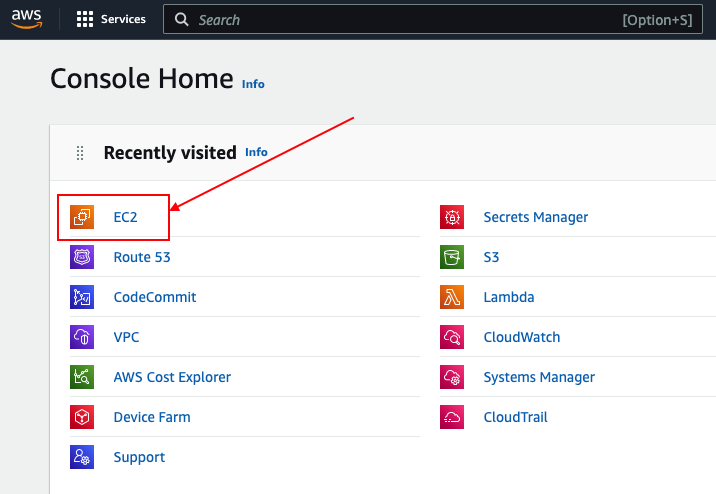 aws
Services
Search
[Option+S]
Console Home Info
Recently visited Info
EC2
Route 53
CodeCommit
VPC
AWS Cost Explorer
Device Farm
Support
Secrets Manager
S3
Lambda
CloudWatch
Systems Manager
CloudTrail